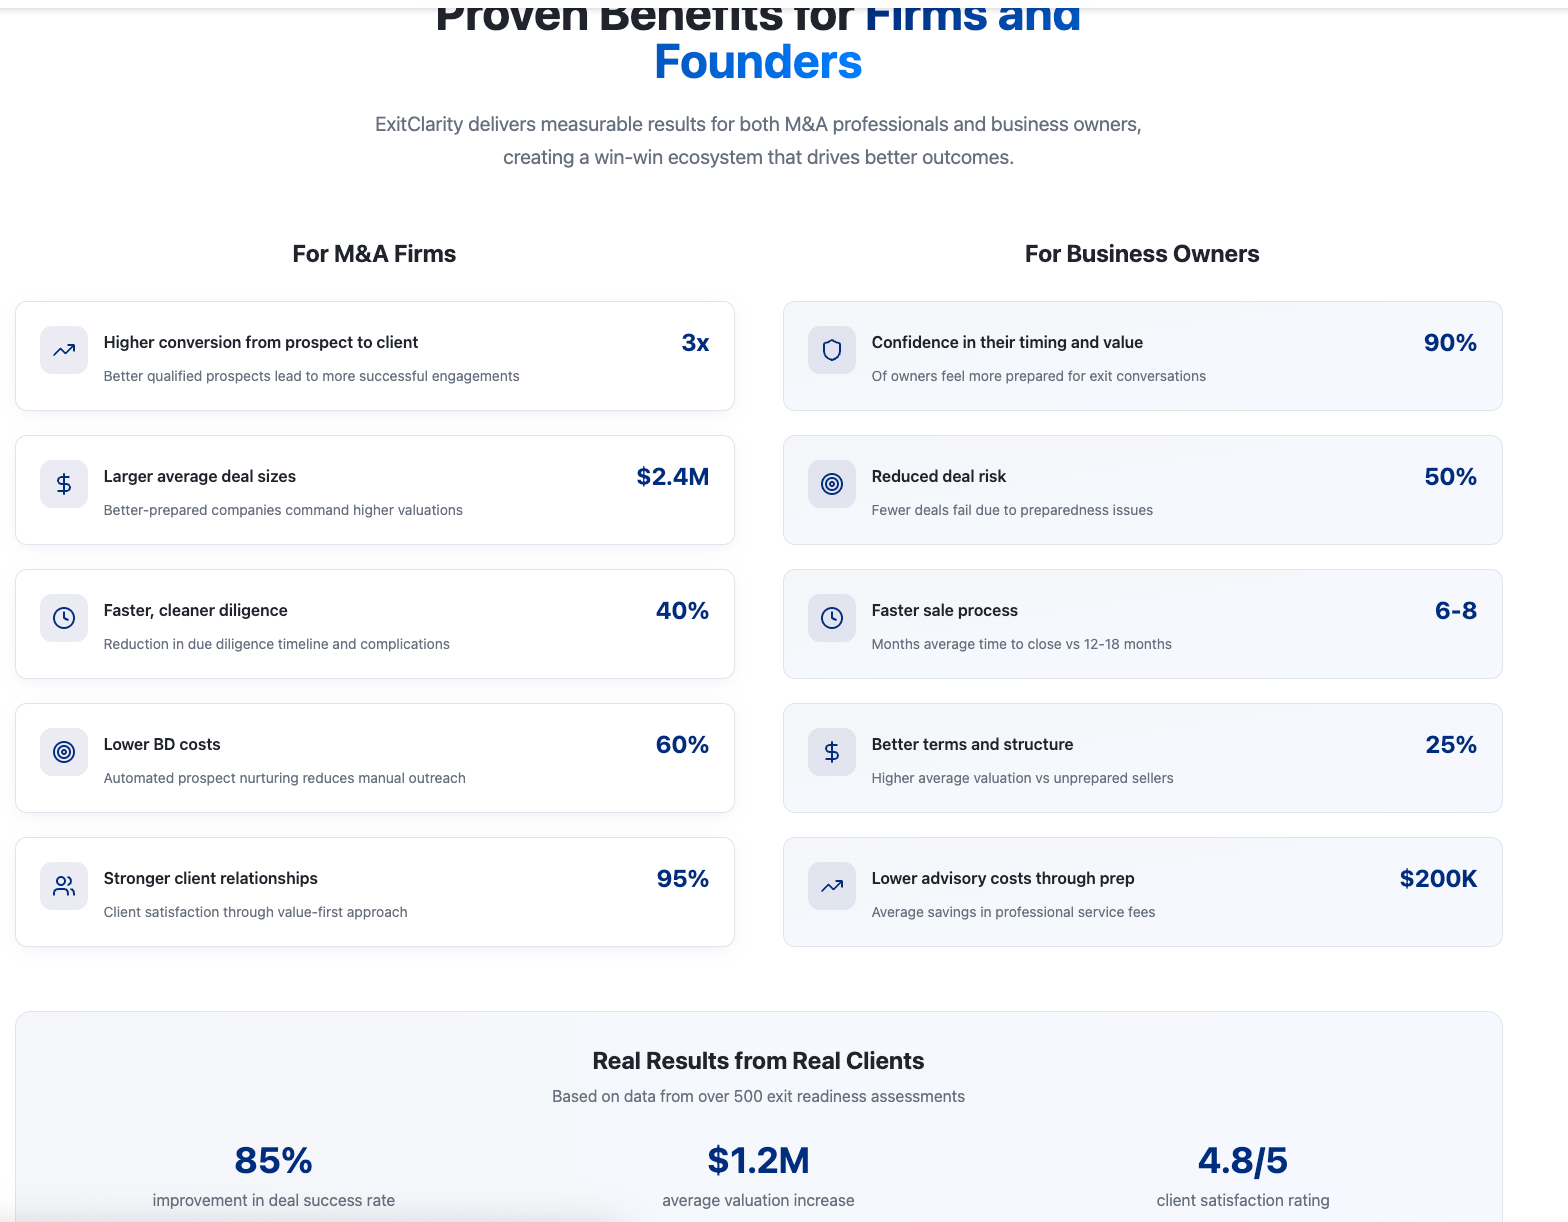 Proven Benefits for Firms and
Founders
ExitClarity delivers measurable results for both M&A professionals and business owners,
creating a win-win ecosystem that drives better outcomes.
For M&A Firms
Higher conversion from prospect to client
3x
Better qualified prospects lead to more successful engagements
Larger average deal sizes
$2.4M
Better-prepared companies command higher valuations
Faster, cleaner diligence
40%
Reduction in due diligence timeline and complications
Lower BD costs
60%
Automated prospect nurturing reduces manual outreach
Stronger client relationships
95%
Client satisfaction through value-first approach
For Business Owners
Confidence in their timing and value
90%
Of owners feel more prepared for exit conversations
Reduced deal risk
50%
Fewer deals fail due to preparedness issues
Faster sale process
6-8
Months average time to close vs 12-18 months
Better terms and structure
25%
Higher average valuation vs unprepared sellers
Lower advisory costs through prep
$200K
Average savings in professional service fees
Real Results from Real Clients
Based on data from over 500 exit readiness assessments
85%
improvement in deal success rate
$1.2M
average valuation increase
4.8/5
client satisfaction rating